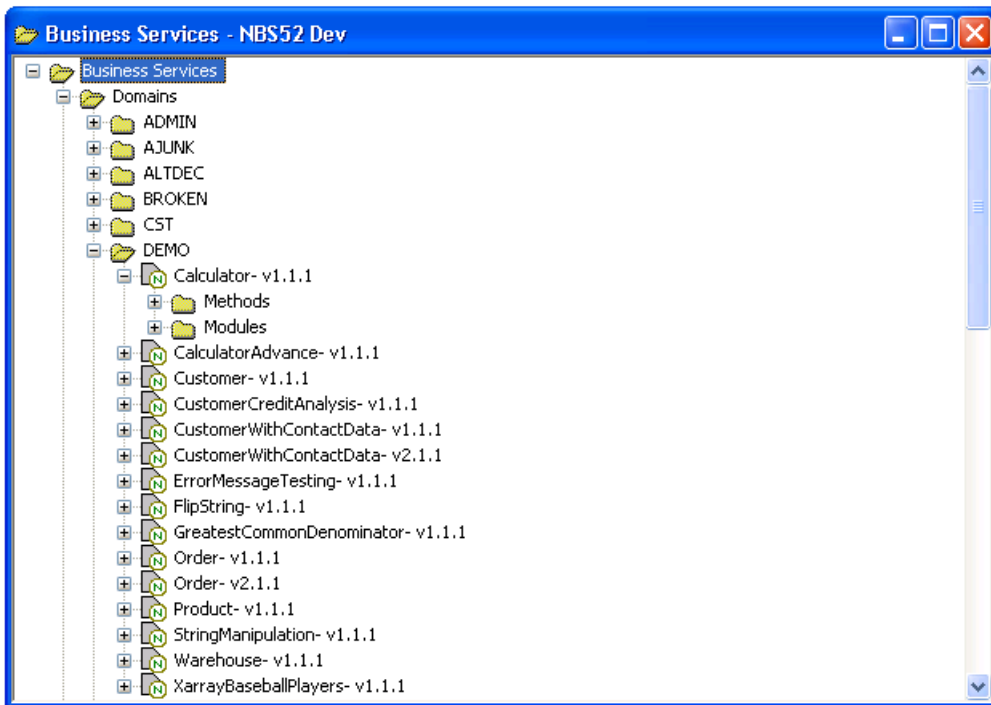 Business Services - NBS52 Dev
Business Services
Domains
ADMIN
AJUNK
ALTDEC
BROKEN
CST
DEMO
Calculator- v1.1.1
Methods
Modules
CalculatorAdvance- v1.1.1
Customer- v1.1.1
CustomerCreditAnalysis- v1.1.1
CustomerWithContactData- v1.1.1
CustomerWithContactData- v2.1.1
ErrorMessageTesting- v1.1.1
FlipString- v1.1.1
GreatestCommonDenominator- v1.1.1
Order- v1.1.1
Order- v2.1.1
Product- v1.1.1
StringManipulation- v1.1.1
Warehouse- v1.1.1
XarrayBaseballPlayers- v1.1.1